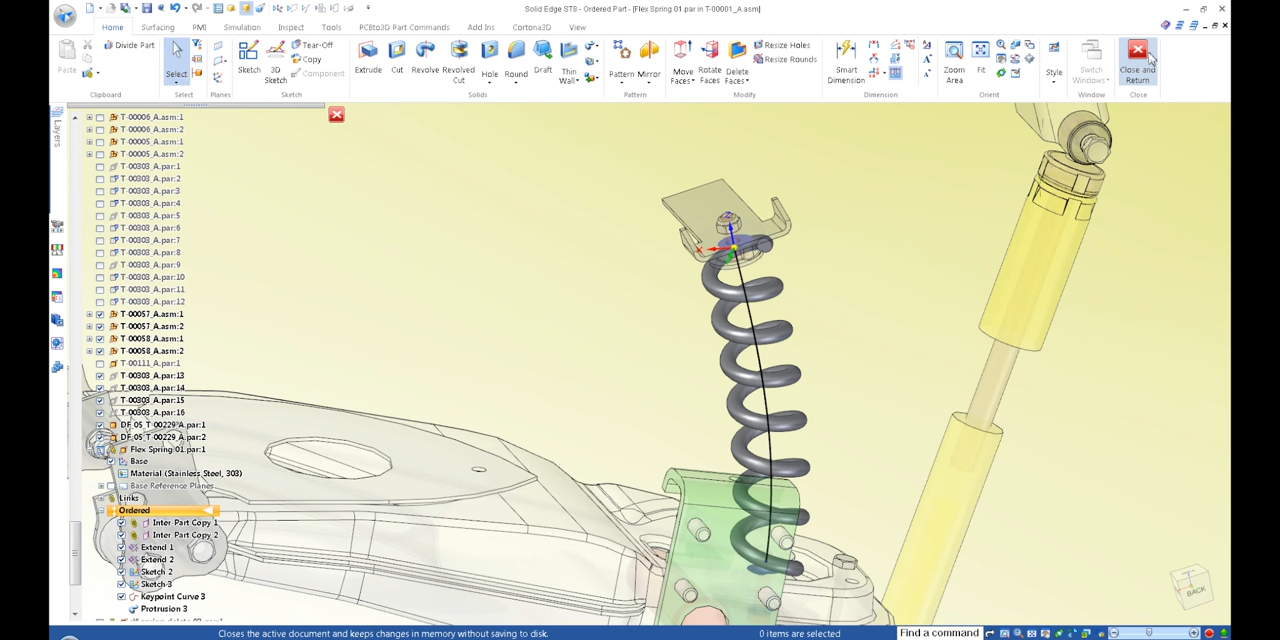 Solid Edge ST8 - Ordered Part - [Flex Spring 01.par in T-00001_A.asm]
Home Surfacing PMI Simulation Inspect Tools PC8to3D Part Commands Add Ins Cortona3D View
Divide Part Tear-Off Resize Holes
Copy Resize Rounds
Component
Paste Select Sketch 3D Sketch Extrude Cut Revolve Revolved Cut Hole Round Draft Thin Wall Pattern Mirror Move Faces Rotate Faces Delete Faces Smart Dimension Zoom Area Fit Style Switch Windows Close and Return
Clipboard Select Planes Sketch Solids Pattern Modify Dimension Orient Window Close
Layers
T-00006_A.asm:1
T-00006_A.asm:2
T-00005_A.asm:1
T-00005_A.asm:2
T-00303_A.par:1
T-00303_A.par:2
T-00303_A.par:3
T-00303_A.par:4
T-00303_A.par:5
T-00303_A.par:6
T-00303_A.par:7
T-00303_A.par:8
T-00303_A.par:9
T-00303_A.par:10
T-00303_A.par:11
T-00303_A.par:12
T-00057_A.asm:1
T-00057_A.asm:2
T-00058_A.asm:1
T-00058_A.asm:2
T-00111_A.par:1
T-00303_A.par:13
T-00303_A.par:14
T-00303_A.par:15
T-00303_A.par:16
DF_05_T-00229_A.par:1
DF_05_T-00229_A.par:2
Flex Spring 01.par:1
Base
Material (Stainless Steel, 303)
Base Reference Planes
Links
Ordered
Inter-Part Copy 1
Inter-Part Copy 2
Extend 1
Extend 2
Sketch 2
Sketch 3
Keypoint Curve 3
Protrusion 3
X
Z
BACK
Closes the active document and keeps changes in memory without saving to disk. 0 items are selected Find a command